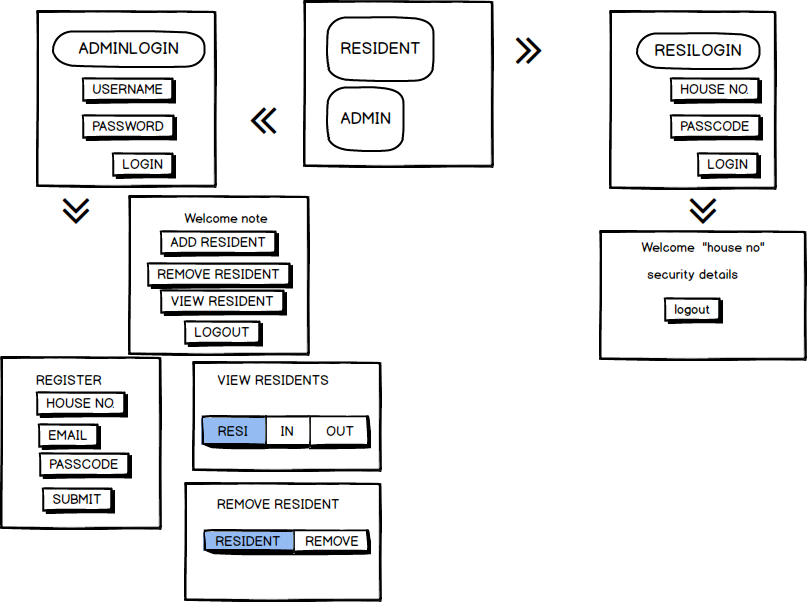 ADMINLOGIN
USERNAME
PASSWORD
LOGIN
RESIDENT
ADMIN
RESILOGIN
HOUSE NO.
PASSCODE
LOGIN
Welcome note
ADD RESIDENT
REMOVE RESIDENT
VIEW RESIDENT
LOGOUT
Welcome "house no"
security details
logout
REGISTER
HOUSE NO.
EMAIL
PASSCODE
SUBMIT
VIEW RESIDENTS
RESI IN OUT
REMOVE RESIDENT
RESIDENT REMOVE